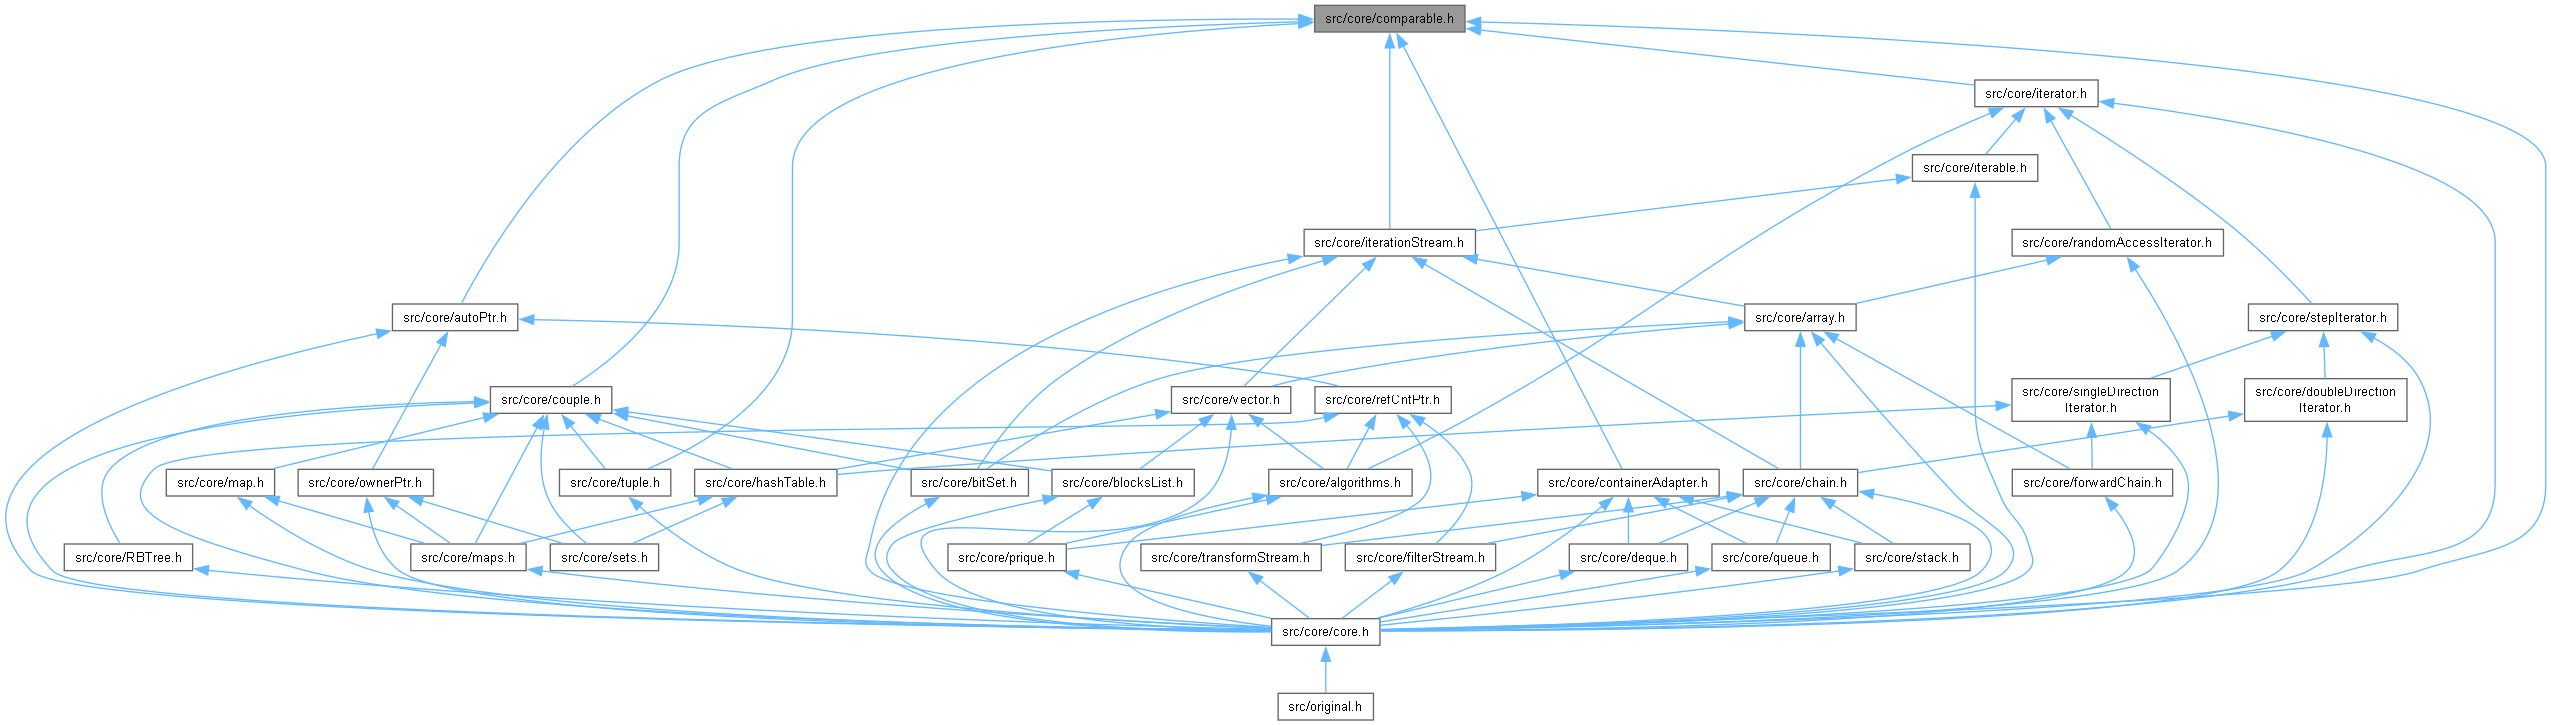 src/core/comparable.h
src/core/iterator.h
src/core/iterable.h
src/core/iterationStream.h
src/core/randomAccessIterator.h
src/core/autoPtr.h
src/core/array.h
src/core/stepIterator.h
src/core/couple.h
src/core/vector.h
src/core/refCntPtr.h
src/core/singleDirection
Iterator.h
src/core/doubleDirection
Iterator.h
src/core/map.h
src/core/ownerPtr.h
src/core/tuple.h
src/core/hashTable.h
src/core/bitSet.h
src/core/blocksList.h
src/core/algorithms.h
src/core/containerAdapter.h
src/core/chain.h
src/core/forwardChain.h
src/core/RBTree.h
src/core/maps.h
src/core/sets.h
src/core/prique.h
src/core/transformStream.h
src/core/filterStream.h
src/core/deque.h
src/core/queue.h
src/core/stack.h
src/core/core.h
src/original.h